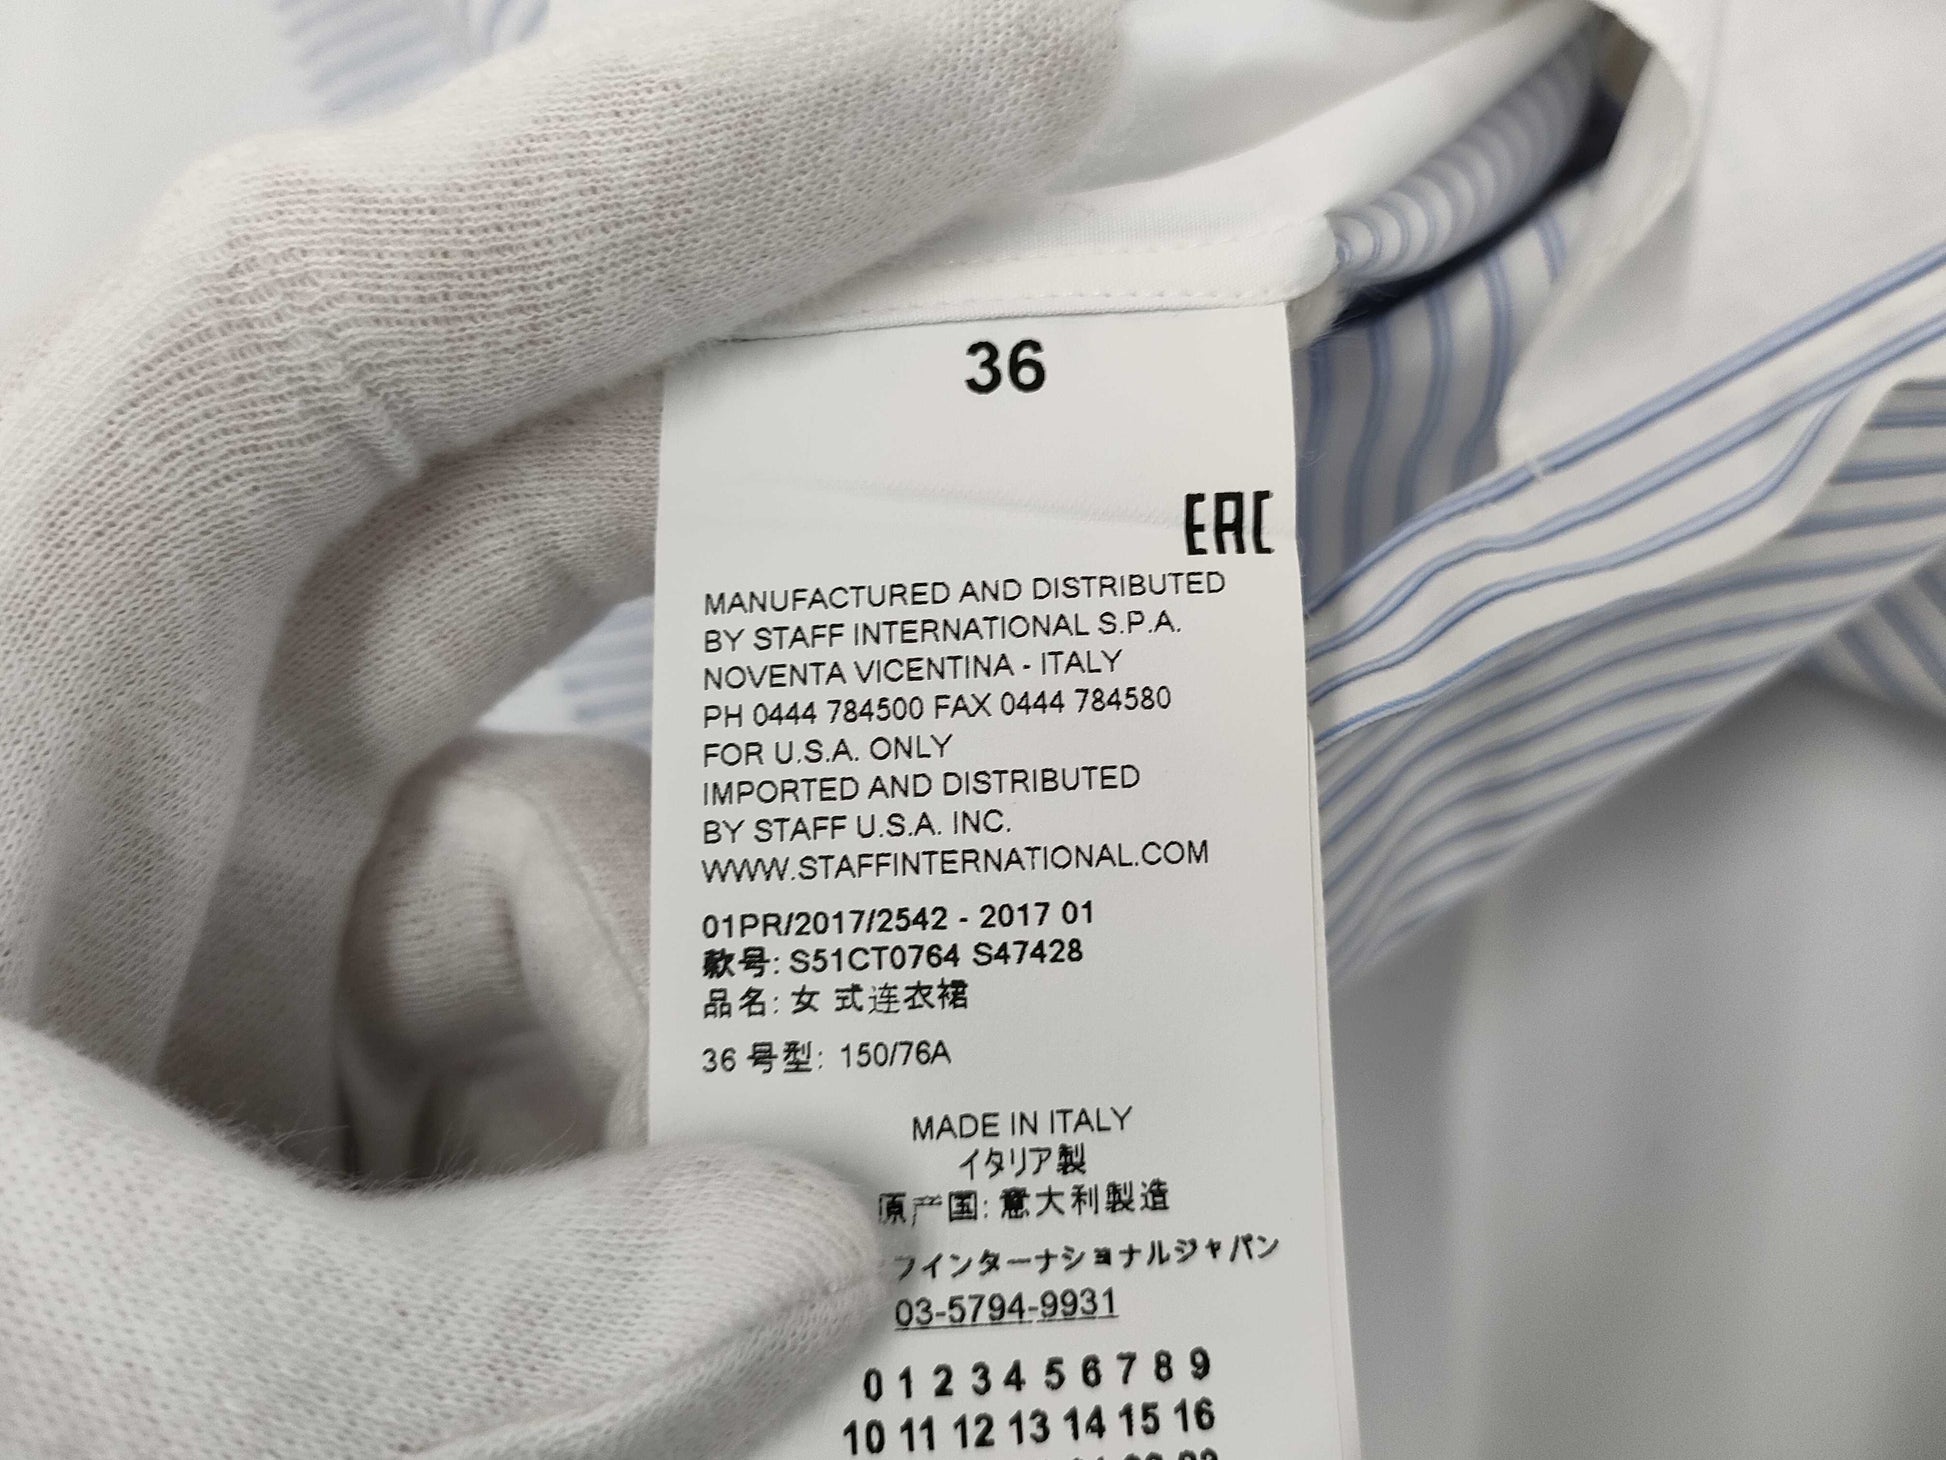 36
EAC
MANUFACTURED AND DISTRIBUTED
BY STAFF INTERNATIONAL S.P.A.
NOVENTA VICENTINA - ITALY
PH 0444 784500 FAX 0444 784580
FOR U.S.A. ONLY
IMPORTED AND DISTRIBUTED
BY STAFF U.S.A. INC.
WWW.STAFFINTERNATIONAL.COM
01PR/2017/2542 - 2017 01
款号: S51CT0764 S47428
品名: 女 式连衣裙
36 号型: 150/76A
MADE IN ITALY
イタリア製
原产国: 意大利製造
フインターナショナルジャパン
03-5794-9931
0 1 2 3 4 5 6 7 8 9
10 11 12 13 14 15 16